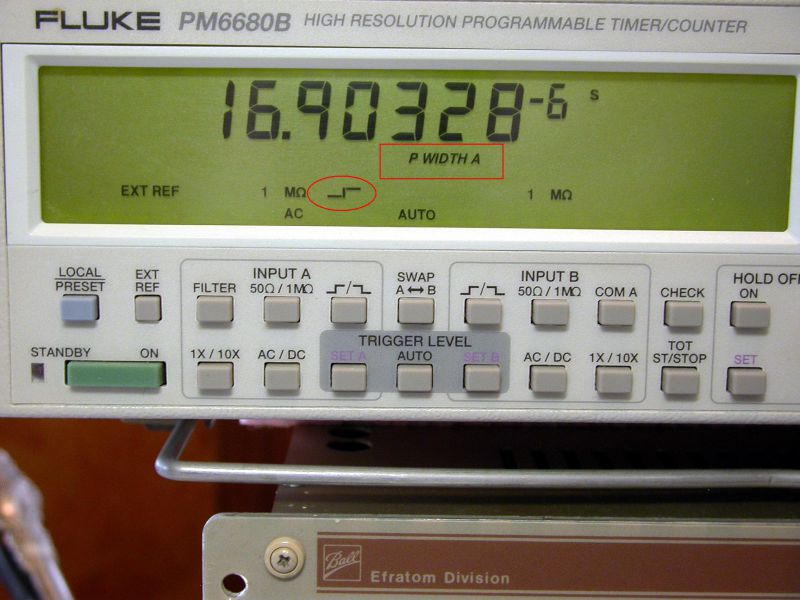 FLUKE PM6680B HIGH RESOLUTION PROGRAMMABLE TIMER/COUNTER
16.90328-6 S
P WIDTH A
EXT REF 1 MΩ 1 MΩ
AC AUTO
LOCAL EXT INPUT A SWAP INPUT B HOLD OF
PRESET REF FILTER 50Ω / 1MΩ A ↔ B 50Ω / 1MΩ COM A CHECK ON
TRIGGER LEVEL TOT
STANDBY ON 1X / 10X AC / DC SET A AUTO SET B AC / DC 1X / 10X ST/STOP SET
Ball Efratom Division